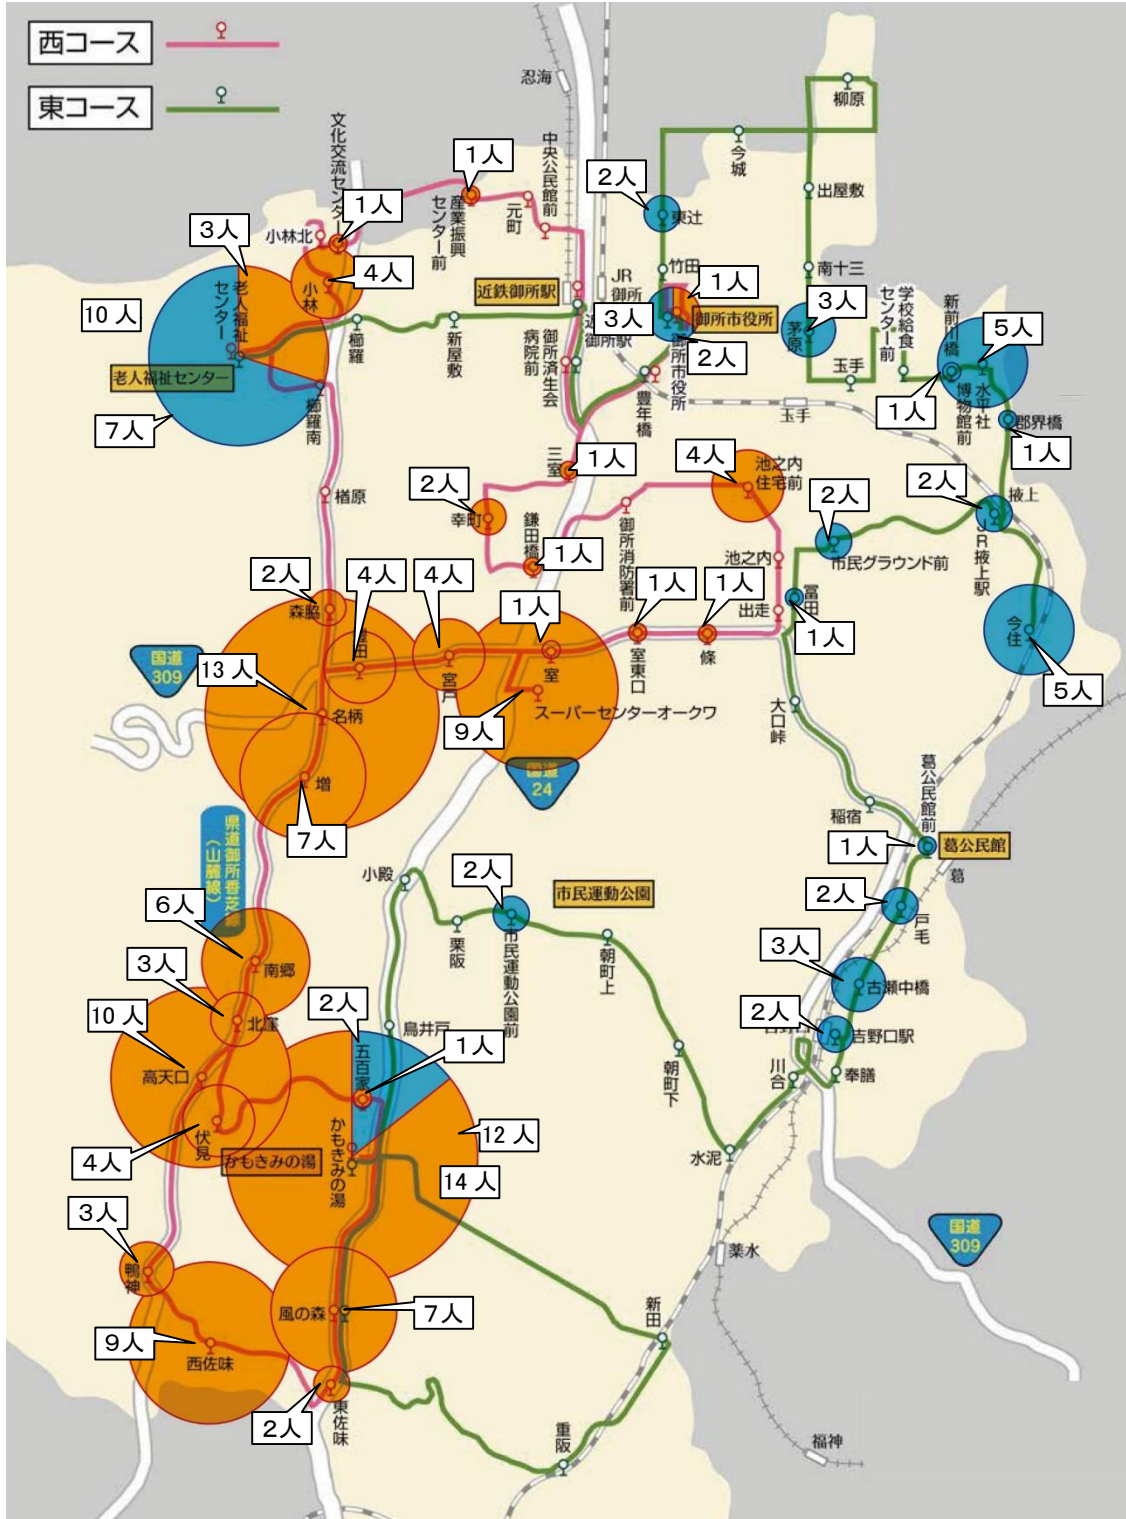 西コース
東コース
忍海
柳原
今城
出屋敷
南十三
文化交流センター
1人
産業振興
センター前
1人
元町
中央公民館前
小林北
小林
4人
3人
10人
7人
老人福祉
センター
老人福祉センター
櫛羅
新屋敷
櫛羅南
近鉄御所駅
JR
御所
御所駅
御所済生会
病院前
豊年橋
2人
東辻
竹田
1人
3人
2人
御所市役所
御所市役所
3人
茅原
玉手
学校給食
センター前
新前川橋
5人
1人
水平社
博物館前
郡界橋
1人
玉手
掖上
2人
JR掖上駅
今住
5人
三室
1人
2人
幸町
鎌田橋
1人
御所消防署前
4人
池之内
住宅前
池之内
出走
2人
市民グラウンド前
冨田
1人
大口峠
稲宿
楢原
2人
森脇
4人
4人
宮戸
1人
室
1人
室東口
1人
條
9人
スーパーセンターオークワ
国道
309
13人
名柄
増
7人
国道
24
県道御所香芝線
(山麓線)
小殿
栗阪
2人
市民運動公園前
市民運動公園
朝町上
朝町下
葛公民館前
1人
葛公民館
葛
2人
戸毛
3人
古瀬中橋
2人
吉野口駅
川合
奉膳
水泥
薬水
国道
309
6人
南郷
3人
北窪
10人
高天口
伏見
4人
かもきみの湯
2人
五百家
1人
鳥井戸
かもきみの湯
12人
14人
3人
鴨神
9人
西佐味
風の森
7人
2人
東佐味
新田
重阪
福神